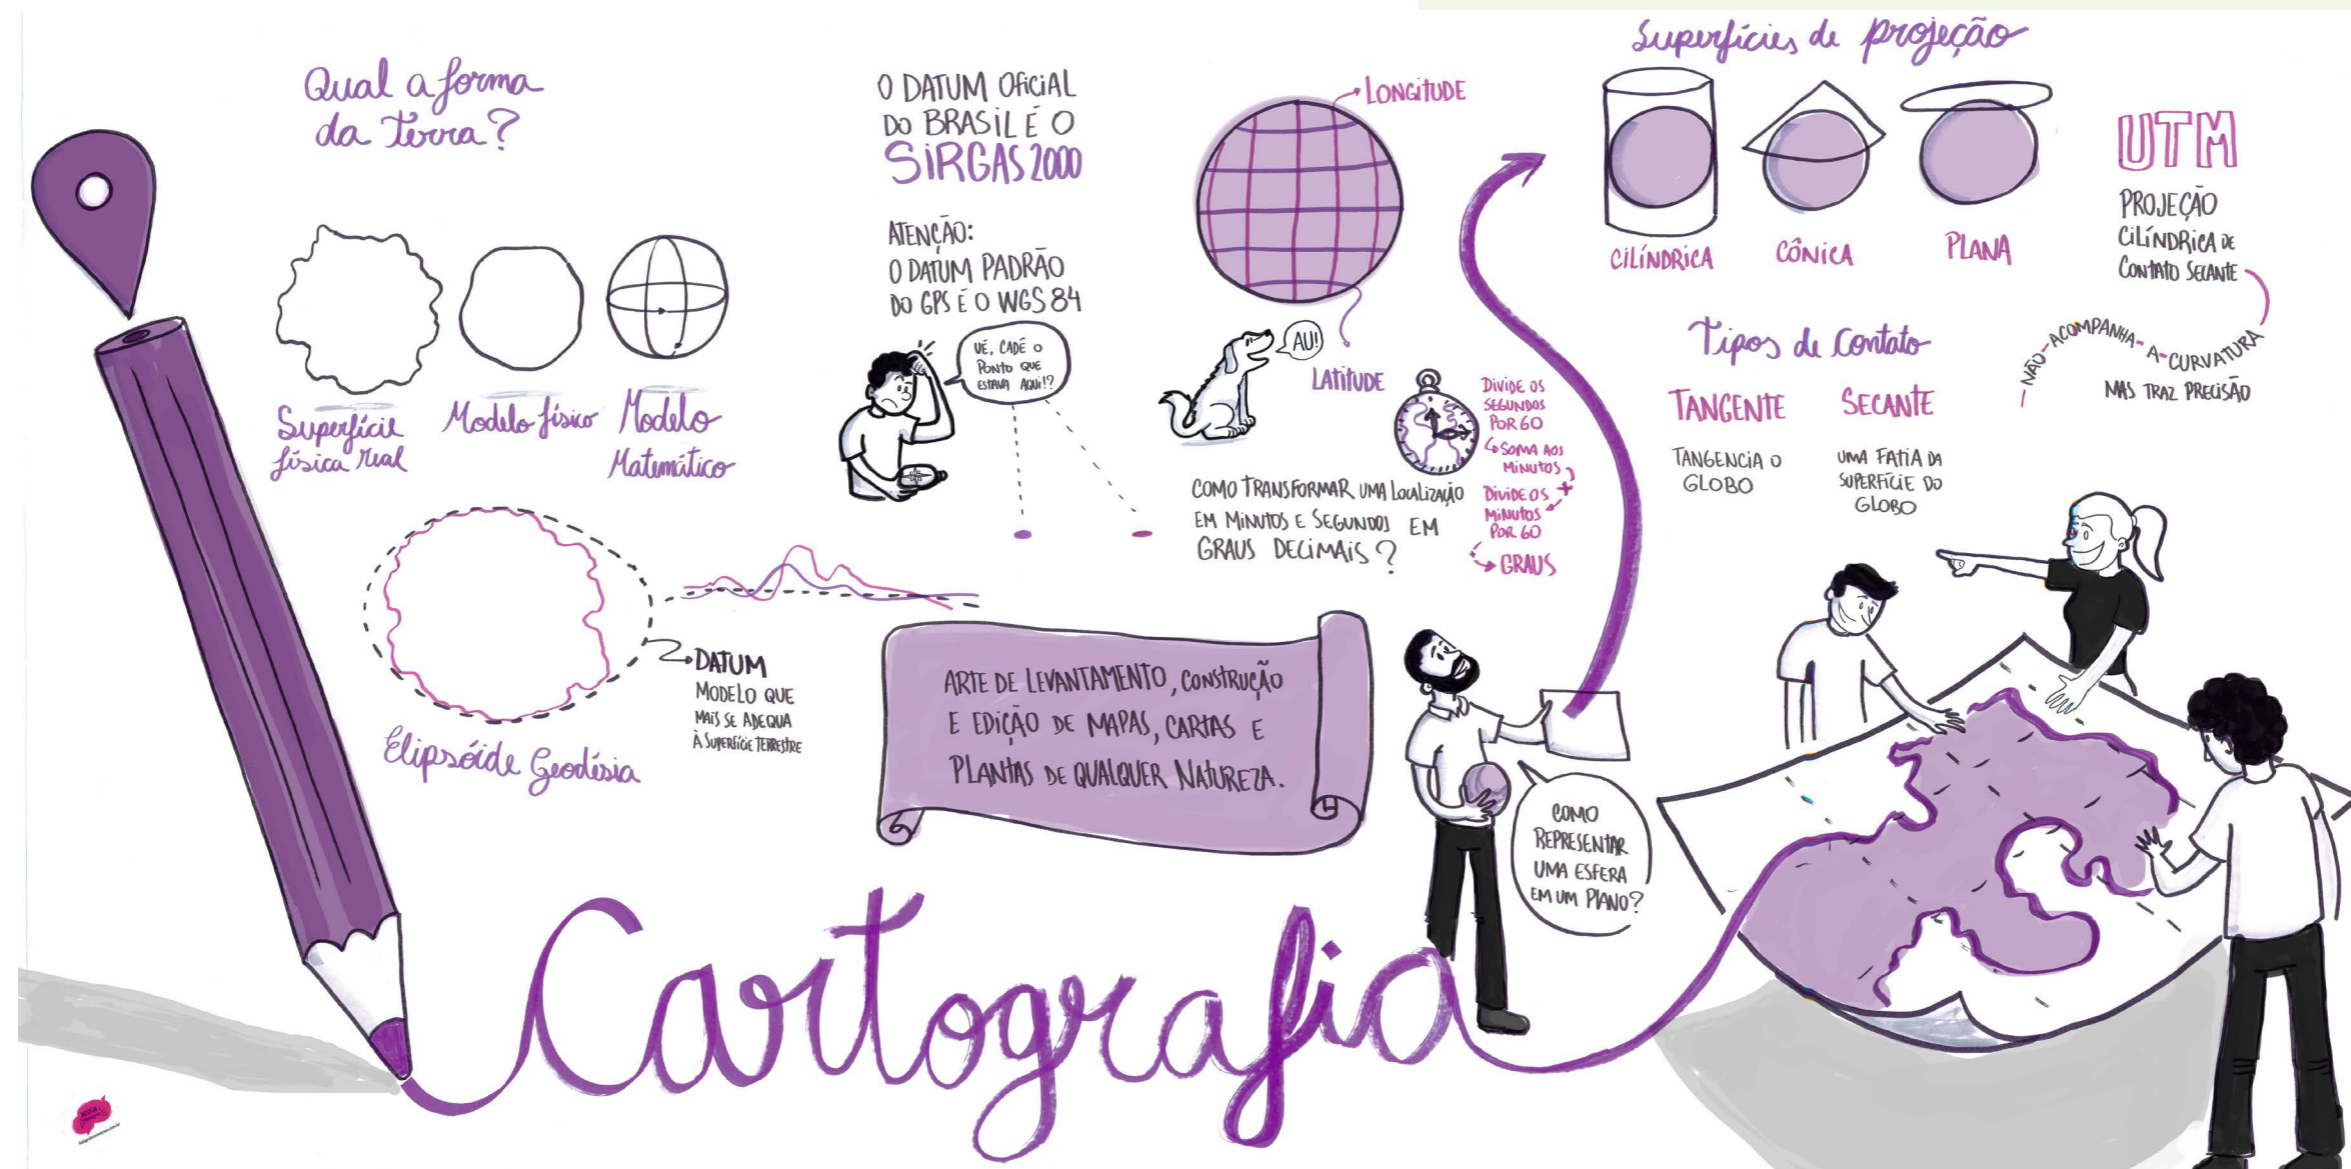 Qual a forma
da Terra?
Superfície
física real
Modelo físico
Modelo
Matemático
Elipsóide Geodésia
DATUM
MODELO QUE
MAIS SE ADEQUA
À SUPERFÍCIE TERRESTRE
O DATUM OFICIAL
DO BRASIL É O
SIRGAS 2000
ATENÇÃO:
O DATUM PADRÃO
DO GPS É O WGS 84
UÉ, CADÊ O
PONTO QUE
ESTAVA AQUI!?
LONGITUDE
LATITUDE
AU!
COMO TRANSFORMAR UMA LOCALIZAÇÃO
EM MINUTOS E SEGUNDOS EM
GRAUS DECIMAIS?
DIVIDE OS
SEGUNDOS
POR 60
SOMA AOS
MINUTOS
DIVIDE OS
MINUTOS
POR 60
GRAUS
ARTE DE LEVANTAMENTO, CONSTRUÇÃO
E EDIÇÃO DE MAPAS, CARTAS E
PLANTAS DE QUALQUER NATUREZA.
COMO
REPRESENTAR
UMA ESFERA
EM UM PLANO?
Superfícies de projeção
CILÍNDRICA
CÔNICA
PLANA
Tipos de Contato
TANGENTE
TANGENCIA O
GLOBO
SECANTE
UMA FATIA DA
SUPERFÍCIE DO
GLOBO
UTM
PROJEÇÃO
CILÍNDRICA DE
CONTATO SECANTE
NÃO-ACOMPANHA-A-CURVATURA
MAS TRAZ PRECISÃO
Cartografia